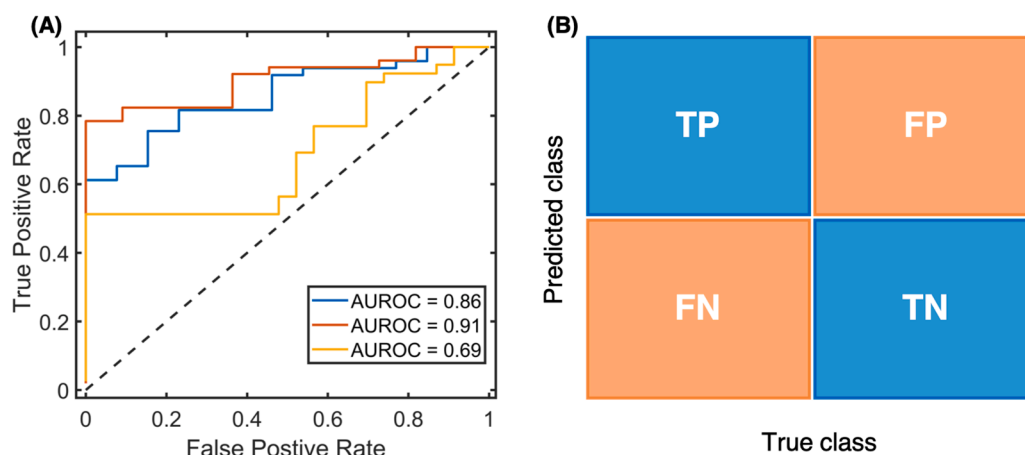 (A)
1
0.8
0.6
0.4
0.2
0
True Positive Rate
AUROC = 0.86
AUROC = 0.91
AUROC = 0.69
0 0.2 0.4 0.6 0.8 1
False Postive Rate
(B)
Predicted class
TP FP
FN TN
True class